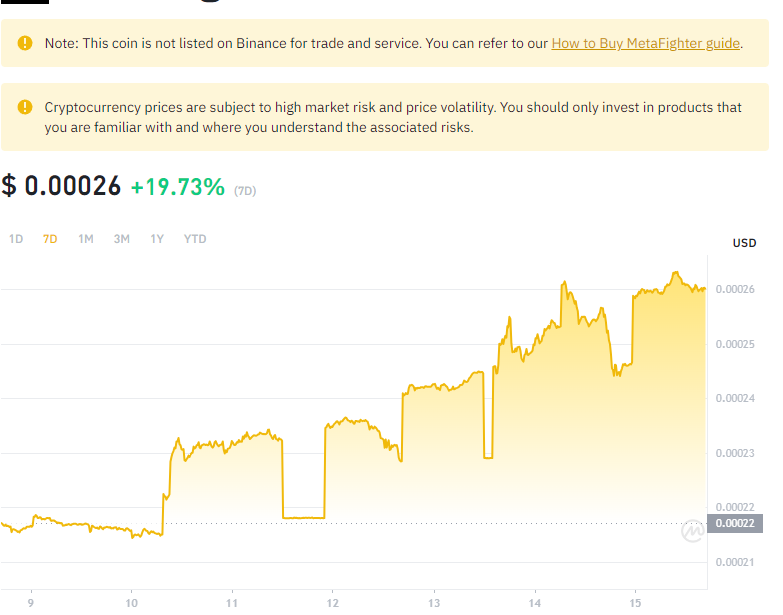 Note: This coin is not listed on Binance for trade and service. You can refer to our How to Buy MetaFighter guide.
Cryptocurrency prices are subject to high market risk and price volatility. You should only invest in products that
you are familiar with and where you understand the associated risks.
$ 0.00026 +19.73% (7D)
1D 7D 1M 3M 1Y YTD
USD
0.00026
0.00025
0.00024
0.00023
0.00022
0.00022
0.00021
9 10 11 12 13 14 15